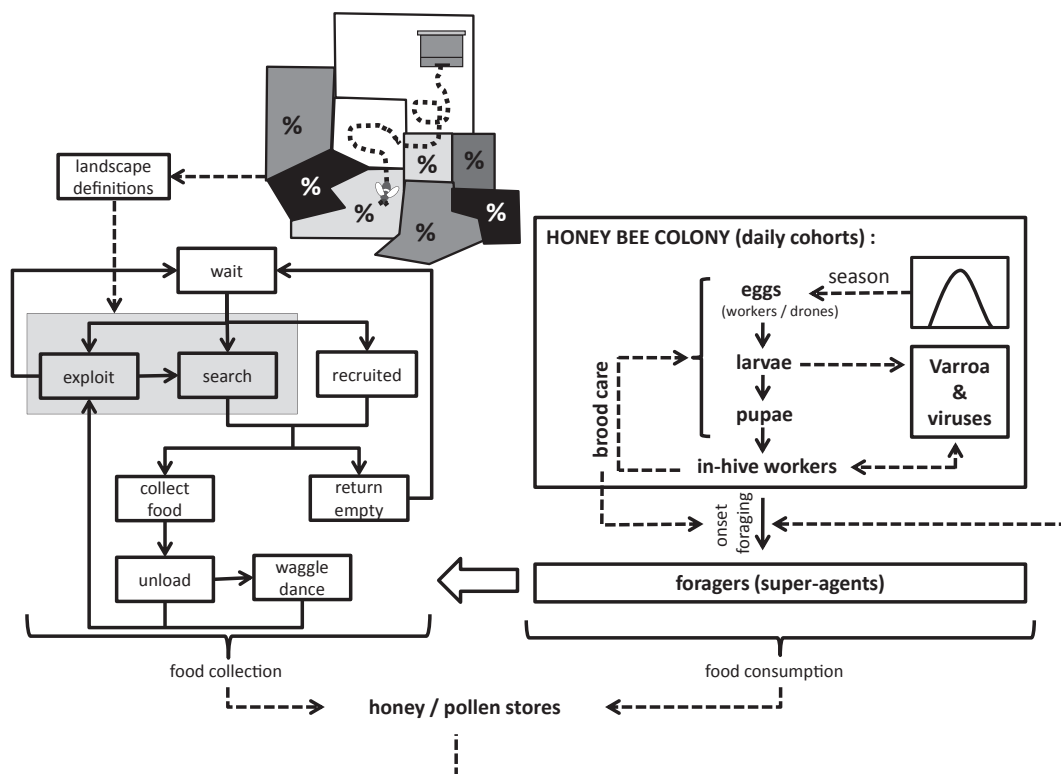 %
%
%
%
%
%
%
landscape
definitions
wait
exploit
search
recruited
collect
food
return
empty
unload
waggle
dance
food collection
HONEY BEE COLONY (daily cohorts) :
season
eggs
(workers / drones)
larvae
pupae
in-hive workers
brood care
Varroa
&
viruses
onset
foraging
foragers (super-agents)
food consumption
honey / pollen stores